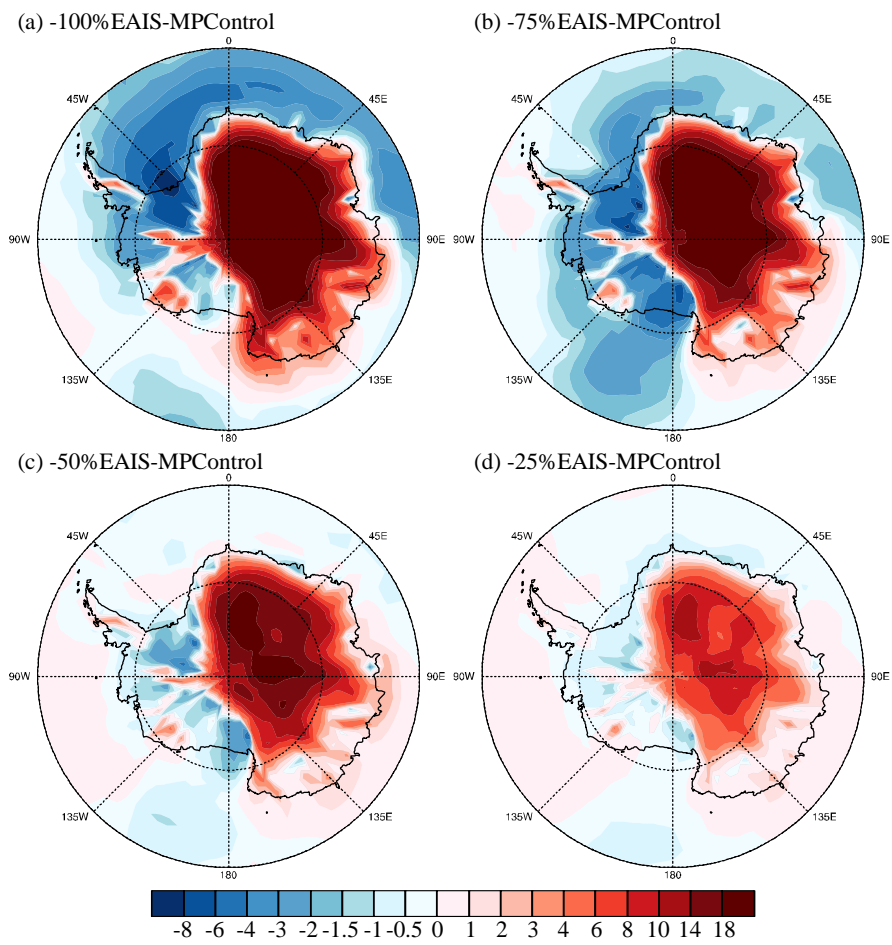 (a) -100%EAIS-MPControl
(b) -75%EAIS-MPControl
0
0
45W
45E
45W
45E
90W
90E
90W
90E
135W
135E
135W
135E
180
180
(c) -50%EAIS-MPControl
(d) -25%EAIS-MPControl
0
0
45W
45E
45W
45E
90W
90E
90W
90E
135W
135E
135W
135E
180
180
-8 -6 -4 -3 -2 -1.5 -1 -0.5 0 1 2 3 4 6 8 10 14 18